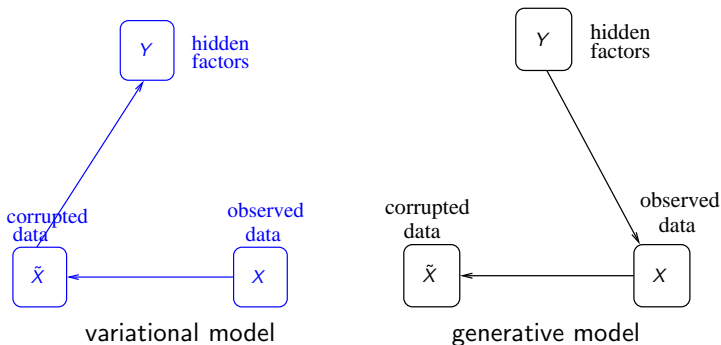 Y
hidden
factors
corrupted
data
observed
data
X̃
X
variational model
Y
hidden
factors
corrupted
data
observed
data
X̃
X
generative model